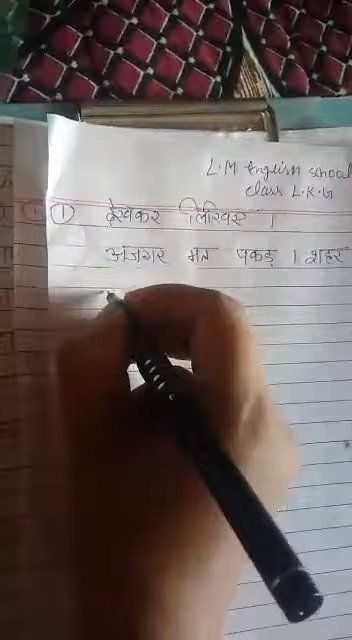 L.M English school
class L.K.G
① देखकर लिखिए ।
अजगर मत पकड़ । शहर